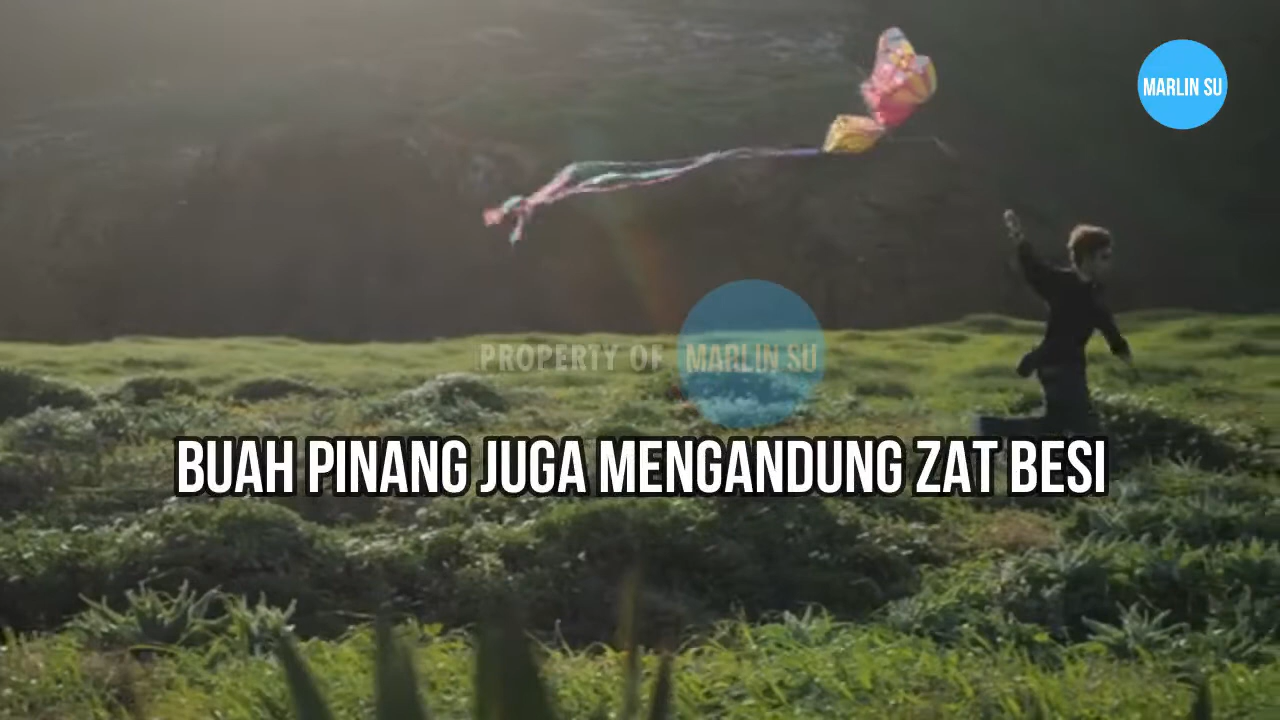 MARLIN SU
PROPERTY OF MARLIN SU
BUAH PINANG JUGA MENGANDUNG ZAT BESI